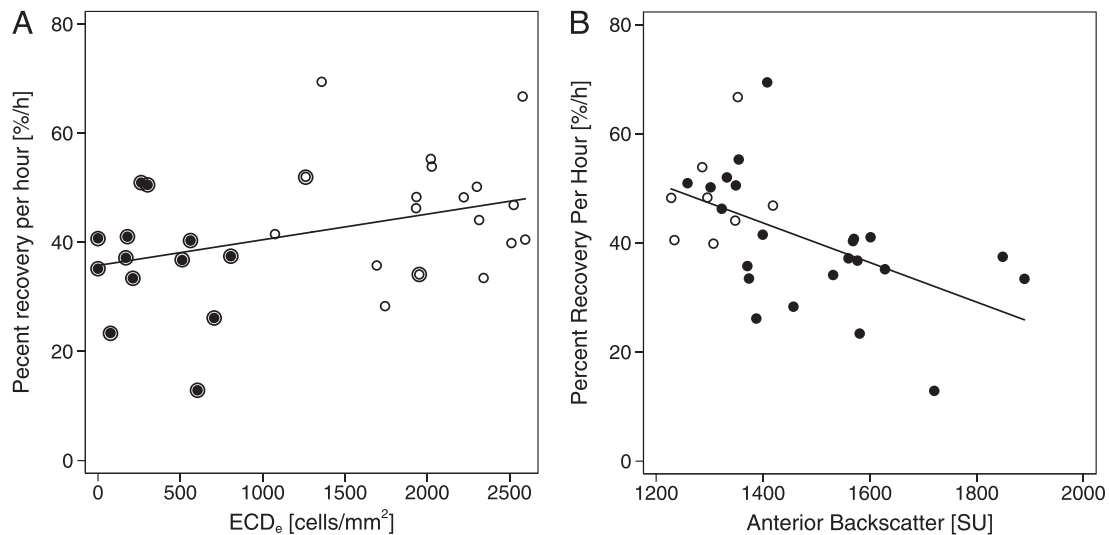 A
B
Pecent recovery per hour [%/h]
80
60
40
20
0
0 500 1000 1500 2000 2500
ECDe [cells/mm²]
Percent Recovery Per Hour [%/h]
80
60
40
20
0
1200 1400 1600 1800 2000
Anterior Backscatter [SU]